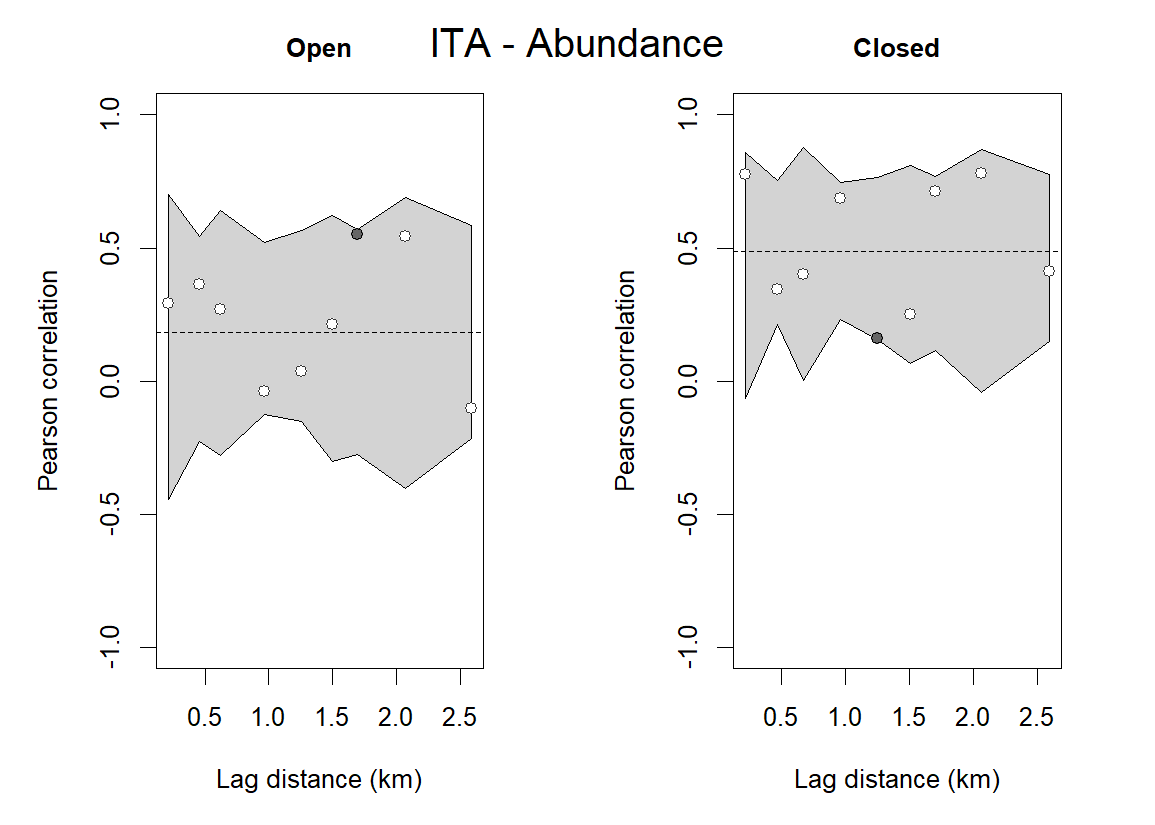 ITA - Abundance
Open
Closed
Pearson correlation
1.0
0.5
0.0
-0.5
-1.0
0.5 1.0 1.5 2.0 2.5
Lag distance (km)
Pearson correlation
1.0
0.5
0.0
-0.5
-1.0
0.5 1.0 1.5 2.0 2.5
Lag distance (km)